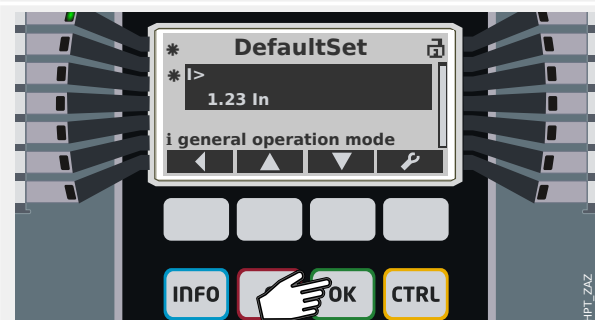 * DefaultSet
* I>
1.23 In
i general operation mode
INFO
OK
CTRL
HPT_ZAZ